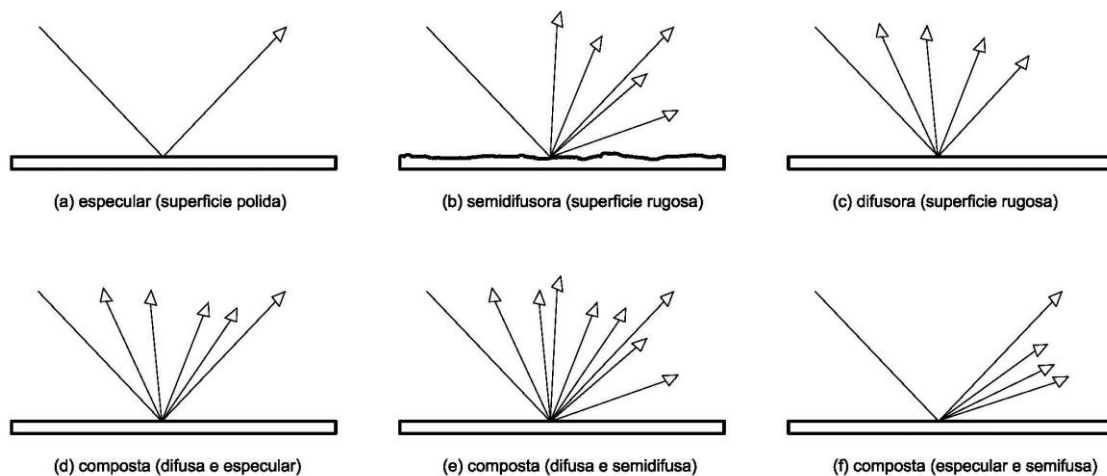 (a) especular (superficie polida)
(b) semidifusora (superficie rugosa)
(c) difusora (superficie rugosa)
(d) composta (difusa e especular)
(e) composta (difusa e semidifusa)
(f) composta (especular e semifusa)